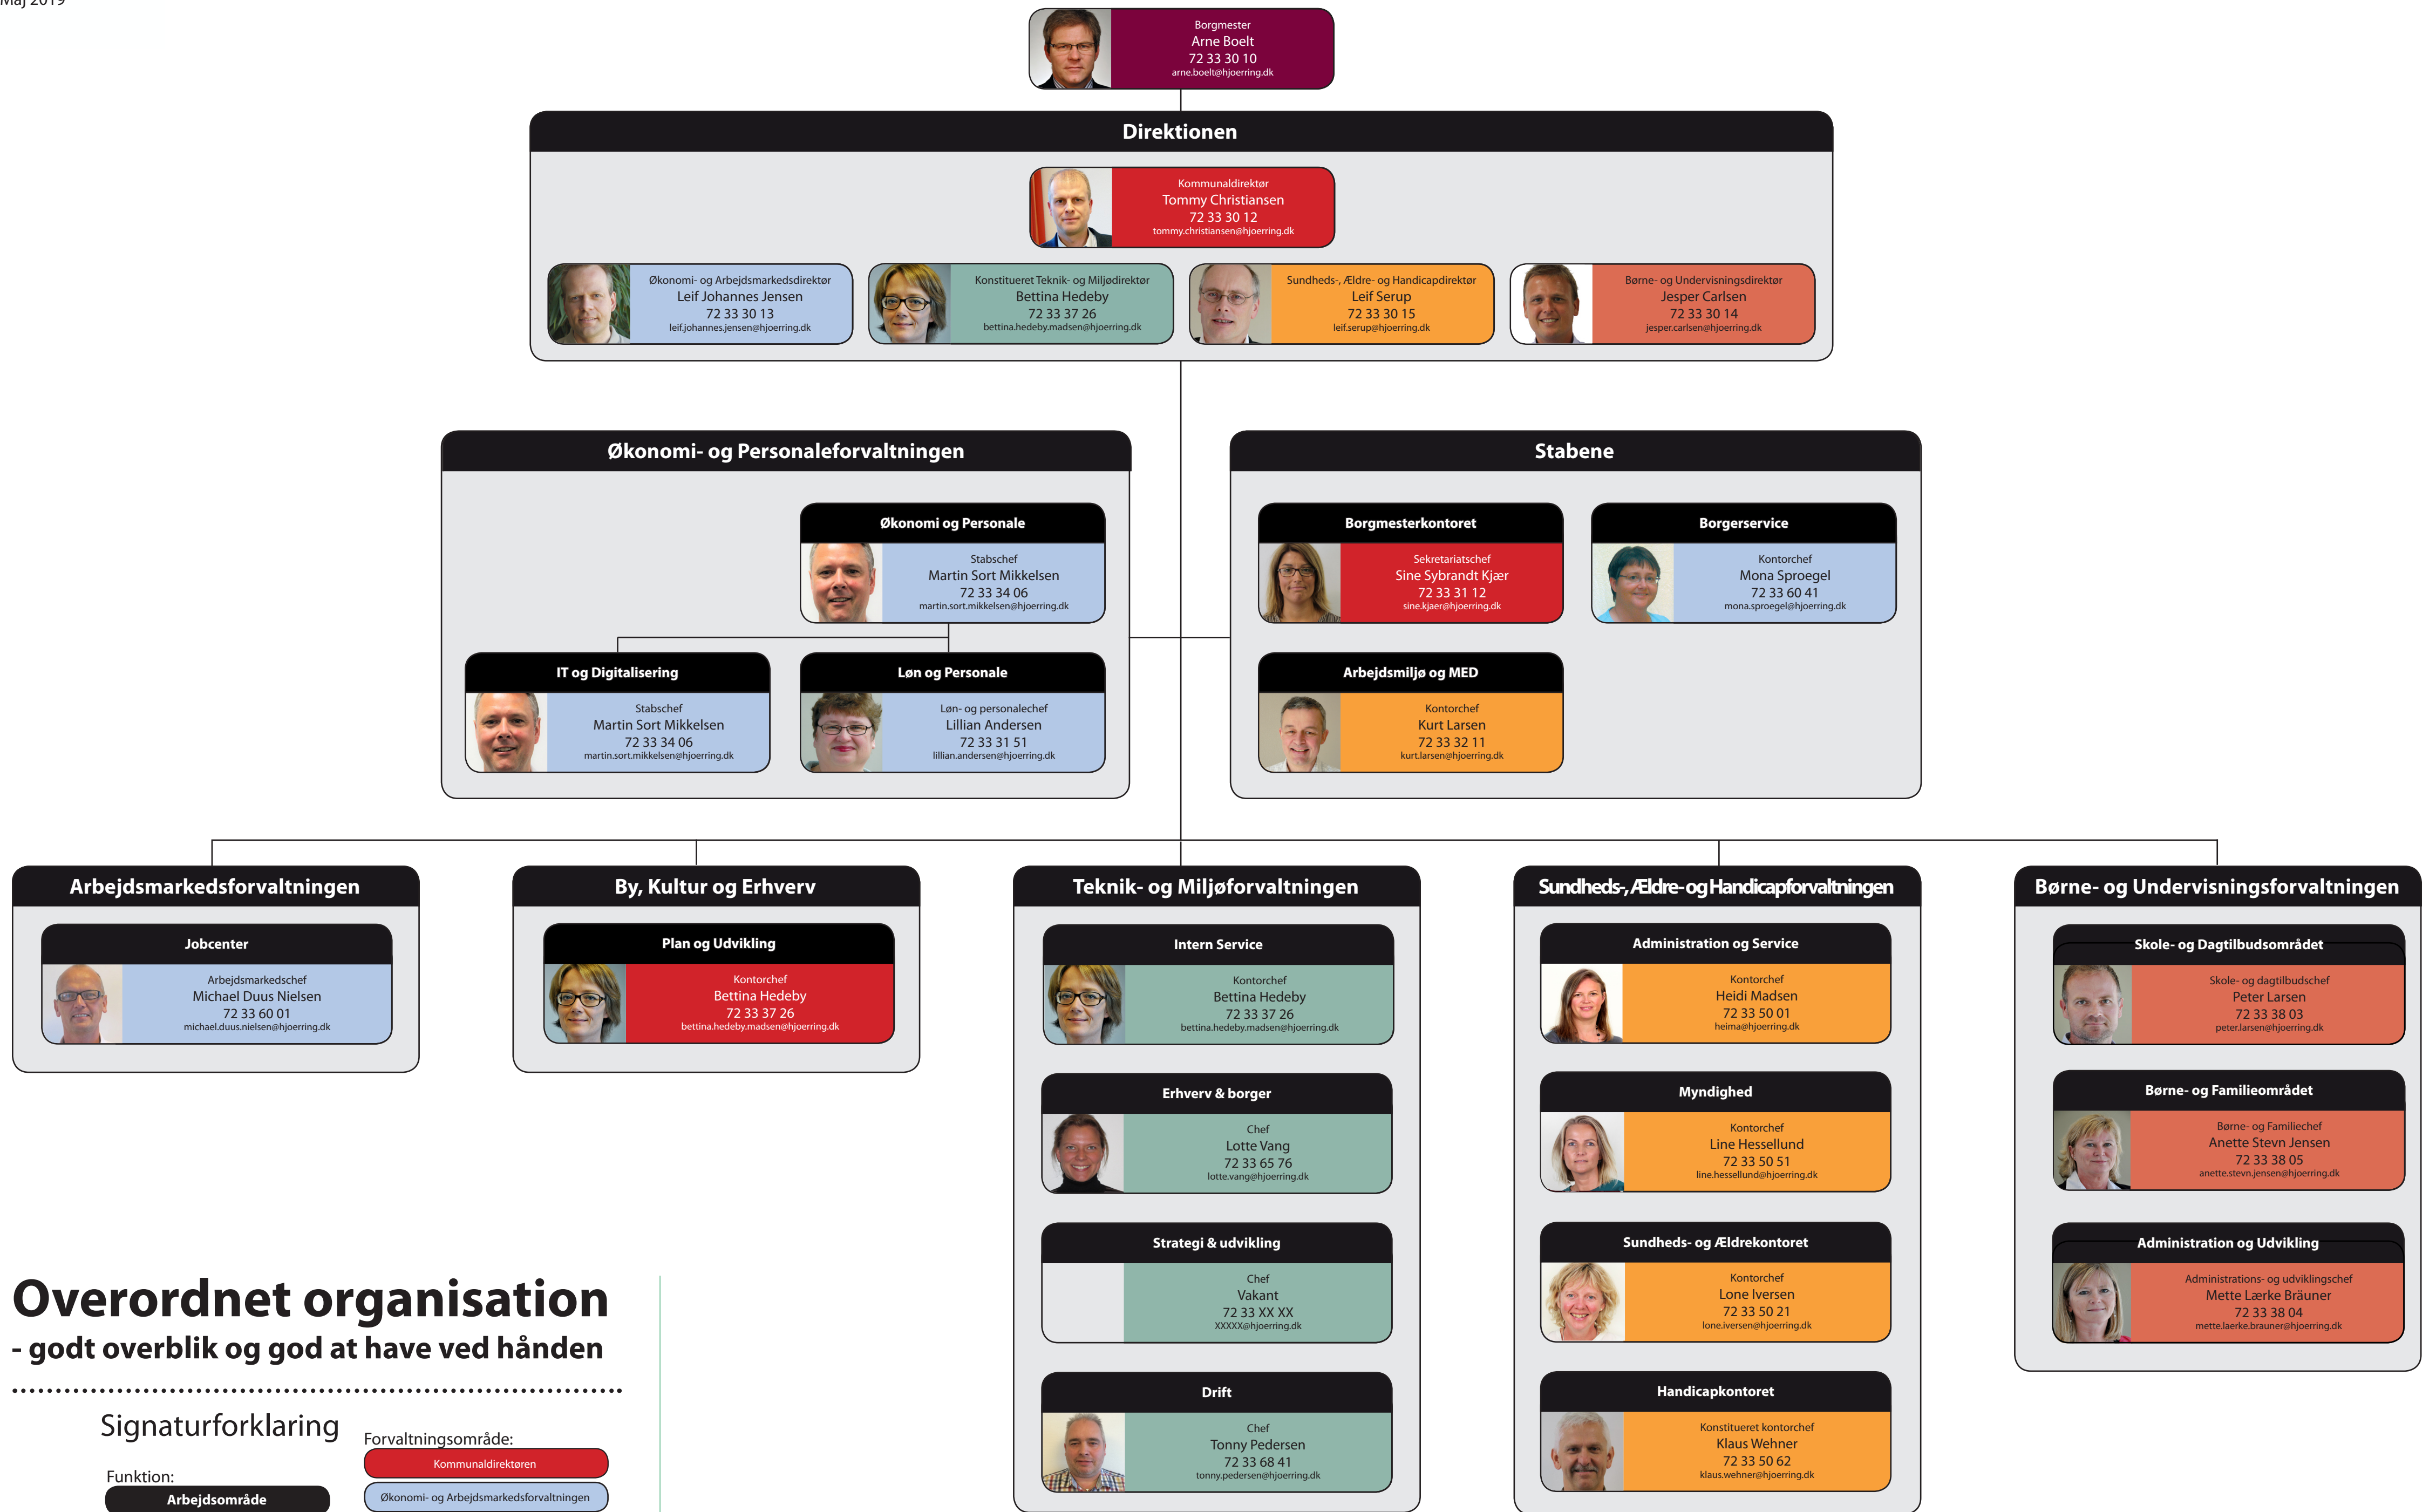 Maj 2019
Borgmester
Arne Boelt
72 33 30 10
arne.boelt@hjoerring.dk
Direktionen
Kommunaldirektør
Tommy Christiansen
72 33 30 12
tommy.christiansen@hjoerring.dk
Økonomi- og Arbejdsmarkedsdirektør
Leif Johannes Jensen
72 33 30 13
leif.johannes.jensen@hjoerring.dk
Konstitueret Teknik- og Miljødirektør
Bettina Hedeby
72 33 37 26
bettina.hedeby.madsen@hjoerring.dk
Sundheds-, Ældre- og Handicapdirektør
Leif Serup
72 33 30 15
leif.serup@hjoerring.dk
Børne- og Undervisningsdirektør
Jesper Carlsen
72 33 30 14
jesper.carlsen@hjoerring.dk
Økonomi- og Personaleforvaltningen
Økonomi og Personale
Stabschef
Martin Sort Mikkelsen
72 33 34 06
martin.sort.mikkelsen@hjoerring.dk
IT og Digitalisering
Stabschef
Martin Sort Mikkelsen
72 33 34 06
martin.sort.mikkelsen@hjoerring.dk
Løn og Personale
Løn- og personalechef
Lillian Andersen
72 33 31 51
lillian.andersen@hjoerring.dk
Stabene
Borgmesterkontoret
Sekretariatschef
Sine Sybrandt Kjær
72 33 31 12
sine.kjaer@hjoerring.dk
Borgerservice
Kontorchef
Mona Sproegel
72 33 60 41
mona.sproegel@hjoerring.dk
Arbejdsmiljø og MED
Kontorchef
Kurt Larsen
72 33 32 11
kurt.larsen@hjoerring.dk
Arbejdsmarkedsforvaltningen
Jobcenter
Arbejdsmarkedschef
Michael Duus Nielsen
72 33 60 01
michael.duus.nielsen@hjoerring.dk
By, Kultur og Erhverv
Plan og Udvikling
Kontorchef
Bettina Hedeby
72 33 37 26
bettina.hedeby.madsen@hjoerring.dk
Teknik- og Miljøforvaltningen
Intern Service
Kontorchef
Bettina Hedeby
72 33 37 26
bettina.hedeby.madsen@hjoerring.dk
Erhverv & borger
Chef
Lotte Vang
72 33 65 76
lotte.vang@hjoerring.dk
Strategi & udvikling
Chef
Vakant
72 33 XX XX
XXXXX@hjoerring.dk
Drift
Chef
Tonny Pedersen
72 33 68 41
tonny.pedersen@hjoerring.dk
Sundheds-, Ældre- og Handicapforvaltningen
Administration og Service
Kontorchef
Heidi Madsen
72 33 50 01
heima@hjoerring.dk
Myndighed
Kontorchef
Line Hessellund
72 33 50 51
line.hessellund@hjoerring.dk
Sundheds- og Ældrekontoret
Kontorchef
Lone Iversen
72 33 50 21
lone.iversen@hjoerring.dk
Handicapkontoret
Konstitueret kontorchef
Klaus Wehner
72 33 50 62
klaus.wehner@hjoerring.dk
Børne- og Undervisningsforvaltningen
Skole- og Dagtilbudsområdet
Skole- og dagtilbudschef
Peter Larsen
72 33 38 03
peter.larsen@hjoerring.dk
Børne- og Familieområdet
Børne- og Familiechef
Anette Stevn Jensen
72 33 38 05
anette.stevn.jensen@hjoerring.dk
Administration og Udvikling
Administrations- og udviklingschef
Mette Lærke Bräuner
72 33 38 04
mette.laerke.brauner@hjoerring.dk
Overordnet organisation
- godt overblik og god at have ved hånden
Signaturforklaring
Funktion:
Arbejdsområde
Forvaltningsområde:
Kommunaldirektøren
Økonomi- og Arbejdsmarkedsforvaltningen